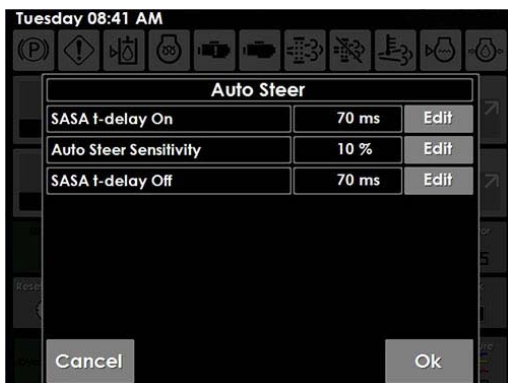 Tuesday 08:41 AM
Auto Steer
SASA t-delay On 70 ms Edit
Auto Steer Sensitivity 10 % Edit
SASA t-delay Off 70 ms Edit
Cancel Ok